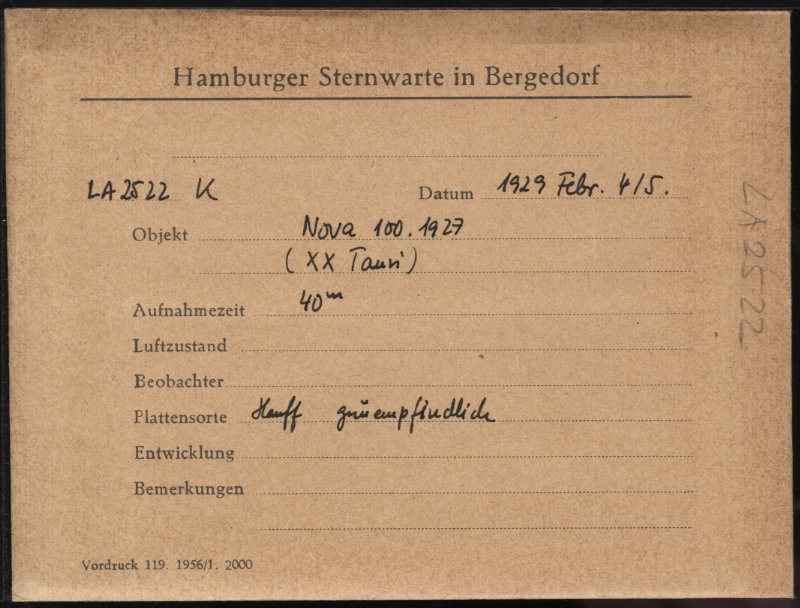 Hamburger Sternwarte in Bergedorf
LA 2522 K
Datum 1929 Febr. 4/5.
Objekt Nova 100.1927
(XX Tauri)
Aufnahmezeit 40m
Luftzustand
Beobachter
Plattensorte Hauff grünempfindlich
Entwicklung
Bemerkungen
Vordruck 119. 1956/1. 2000
LA 2522